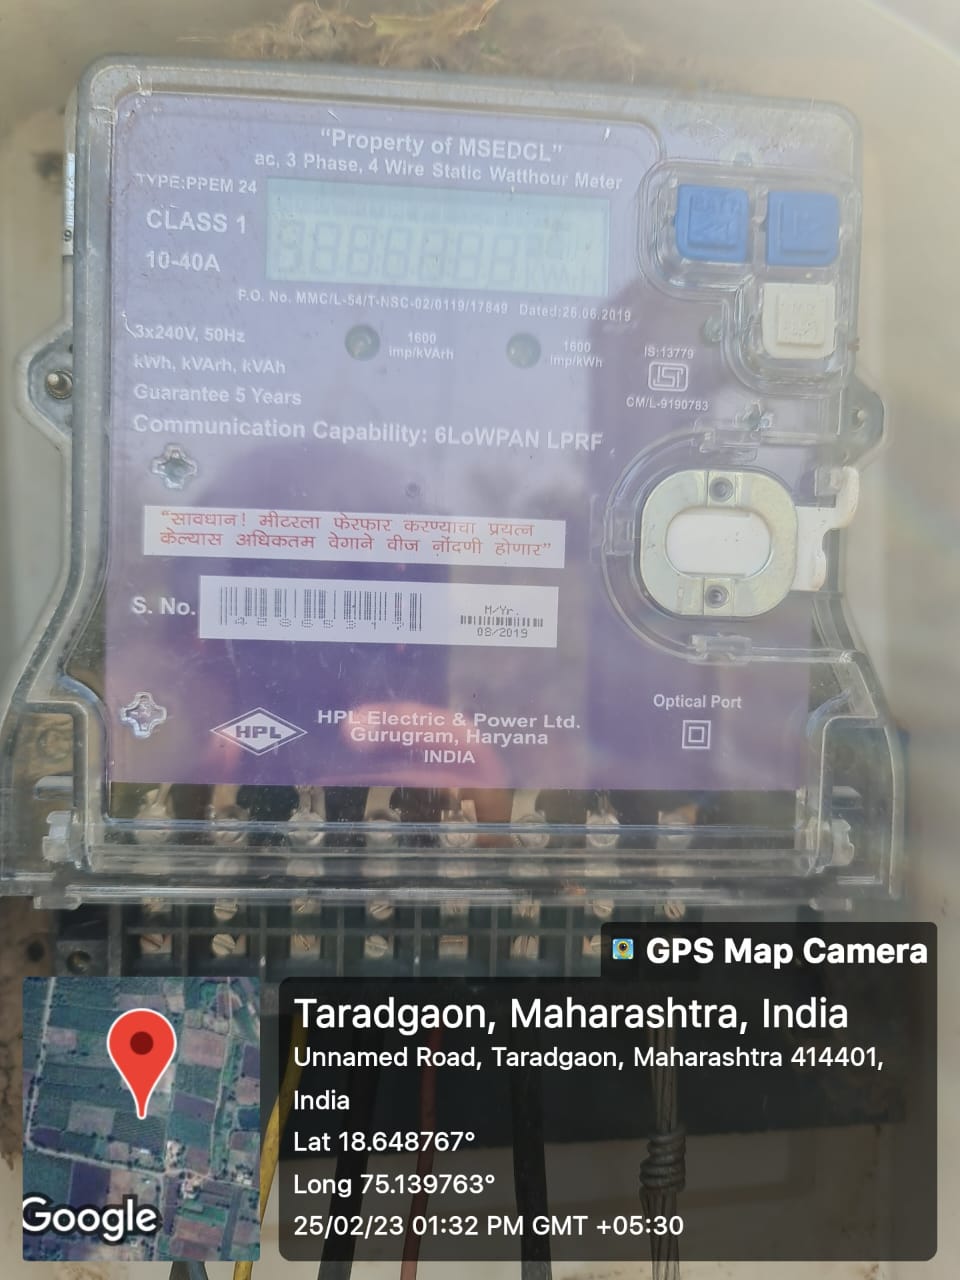 "Property of MSEDCL"
ac, 3 Phase, 4 Wire Static Watthour Meter
TYPE:PPEM 24
CLASS 1
10-40A
F.O. No. MMC/L-54/T-NSC-02/0119/17849 Dated:26.06.2019
3x240V, 50Hz
1600
imp/kVArh
1600
imp/kWh
kWh, kVArh, kVAh
Guarantee 5 Years
IS:13779
CM/L-9190783
Communication Capability: 6LoWPAN LPRF
"सावधान! मीटरला फेरफार करण्याचा प्रयत्न
केल्यास अधिकतम वेगाने वीज नोंदणी होणार"
S. No.
M/Yr.
08/2019
Optical Port
HPL
HPL Electric & Power Ltd.
Gurugram, Haryana
INDIA
GPS Map Camera
Taradgaon, Maharashtra, India
Unnamed Road, Taradgaon, Maharashtra 414401,
India
Lat 18.648767°
Long 75.139763°
25/02/23 01:32 PM GMT +05:30
Google